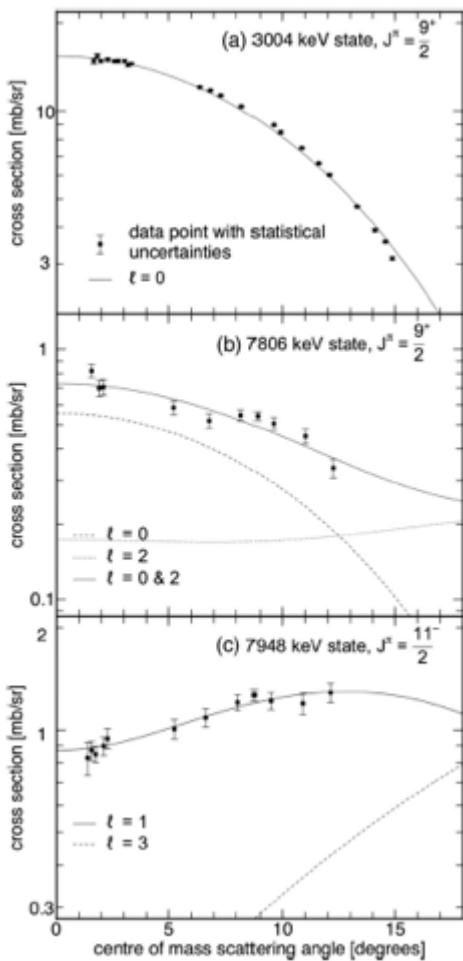 (a) 3004 keV state, Jπ = 9+/2
10
3
cross section [mb/sr]
data point with statistical
uncertainties
ℓ = 0
(b) 7806 keV state, Jπ = 9+/2
1
0.1
cross section [mb/sr]
ℓ = 0
ℓ = 2
ℓ = 0 & 2
(c) 7948 keV state, Jπ = 11-/2
2
1
0.3
cross section [mb/sr]
ℓ = 1
ℓ = 3
0 5 10 15
centre of mass scattering angle [degrees]